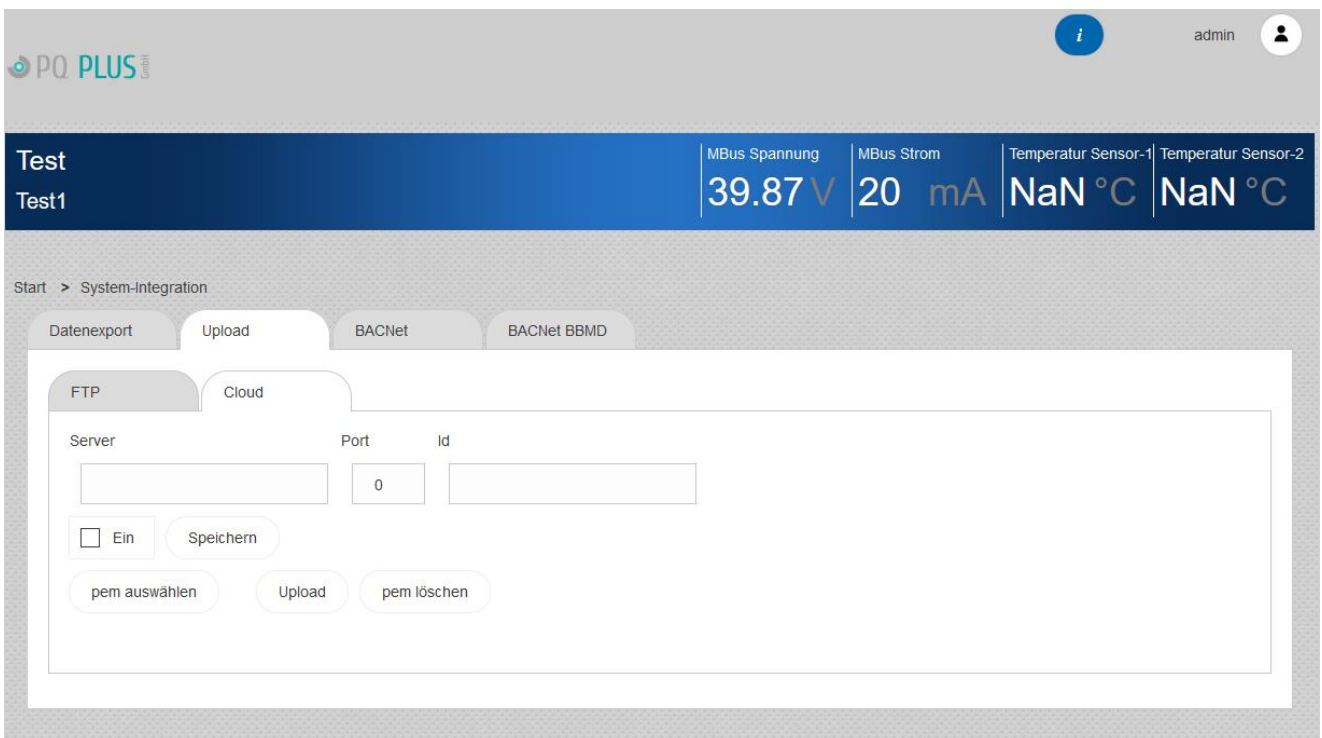 i
admin
PQ PLUS GmbH
Test
Test1
MBus Spannung
39.87 V
MBus Strom
20 mA
Temperatur Sensor-1
NaN °C
Temperatur Sensor-2
NaN °C
Start > System-Integration
Datenexport
Upload
BACNet
BACNet BBMD
FTP
Cloud
Server
Port
Id
0
Ein
Speichern
pem auswählen
Upload
pem löschen